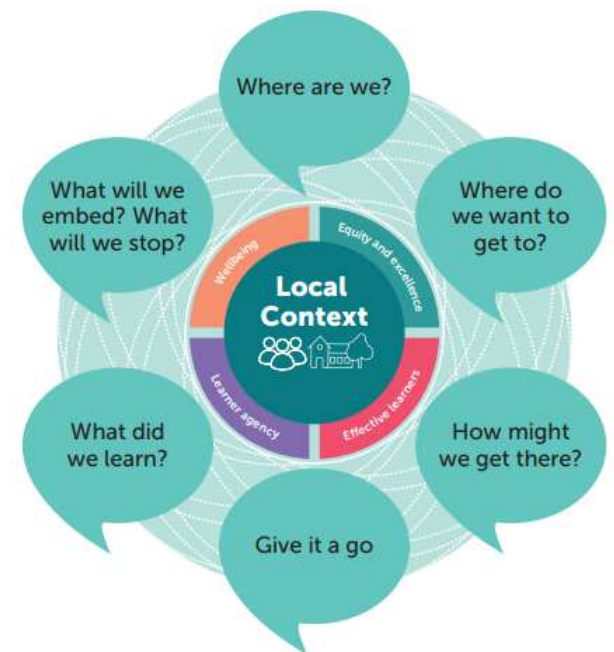 Where are we?
Where do
we want to
get to?
How might
we get there?
Give it a go
What did
we learn?
What will we
embed? What
will we stop?
Wellbeing
Equity and excellence
Effective learners
Learner agency
Local
Context